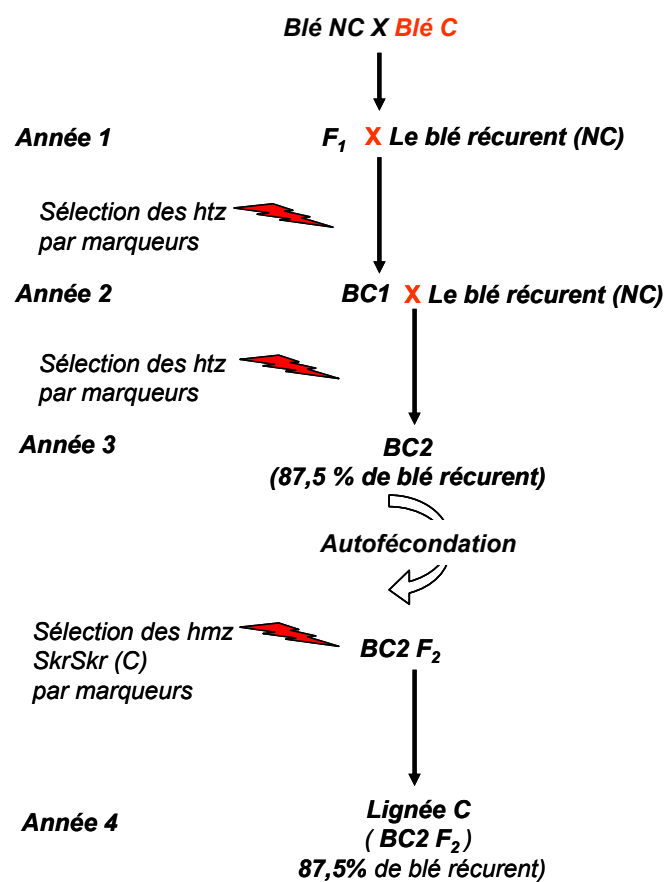 Blé NC X Blé C
Année 1
F1 X Le blé récurent (NC)
Sélection des htz
par marqueurs
Année 2
BC1 X Le blé récurent (NC)
Sélection des htz
par marqueurs
Année 3
BC2
(87,5 % de blé récurent)
Autofécondation
Sélection des hmz
SkrSkr (C)
par marqueurs
BC2 F2
Année 4
Lignée C
( BC2 F2 )
87,5% de blé récurent)